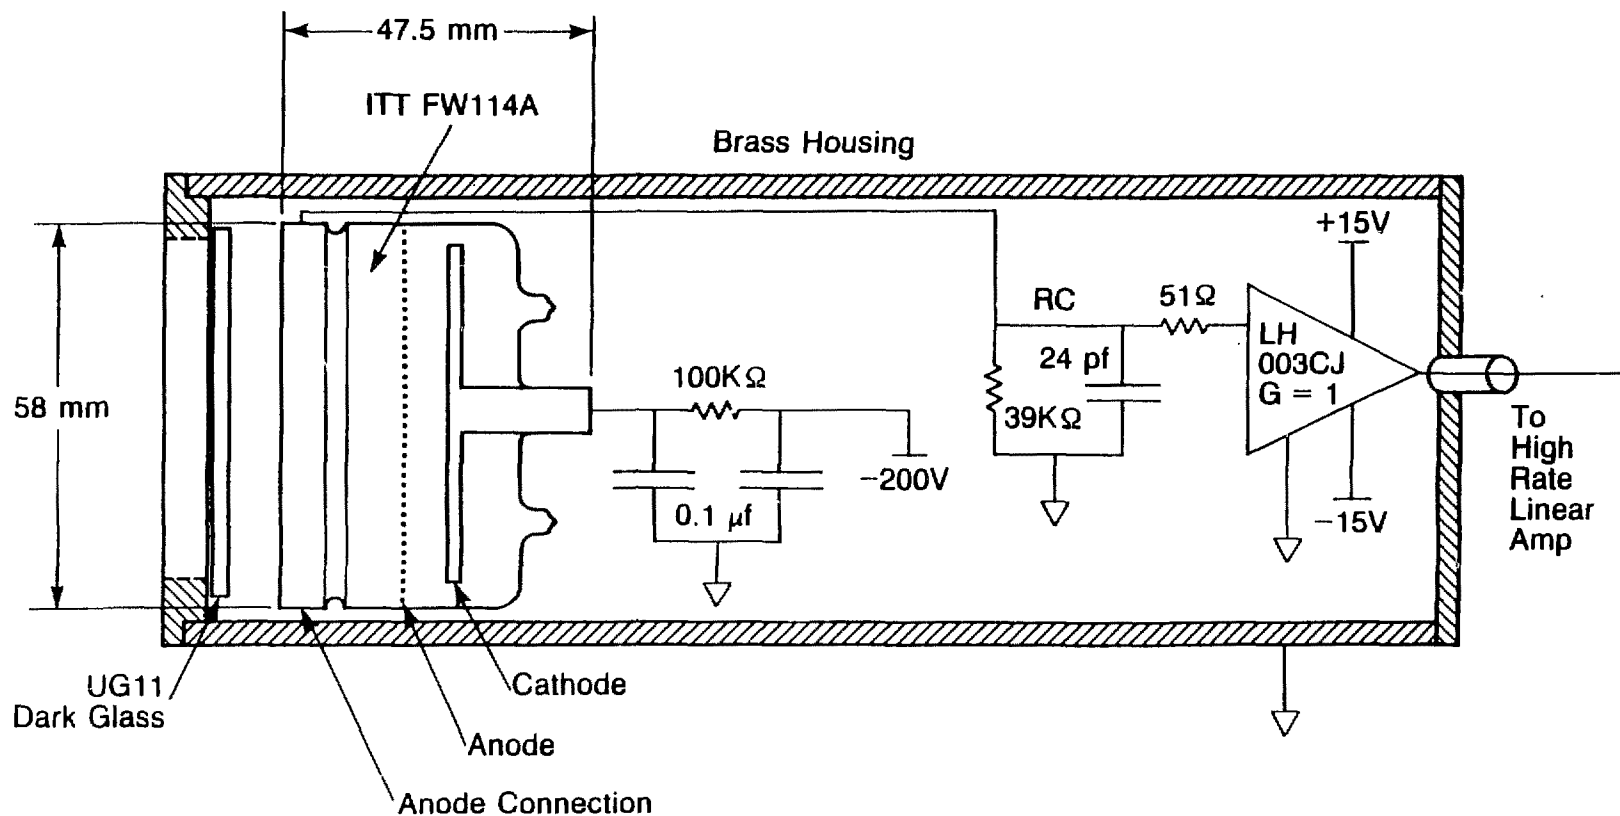 47.5 mm
ITT FW114A
Brass Housing
+15V
RC
51Ω
LH
003CJ
G = 1
24 pf
39KΩ
100KΩ
58 mm
-200V
0.1 µf
-15V
To
High
Rate
Linear
Amp
UG11
Dark Glass
Cathode
Anode
Anode Connection